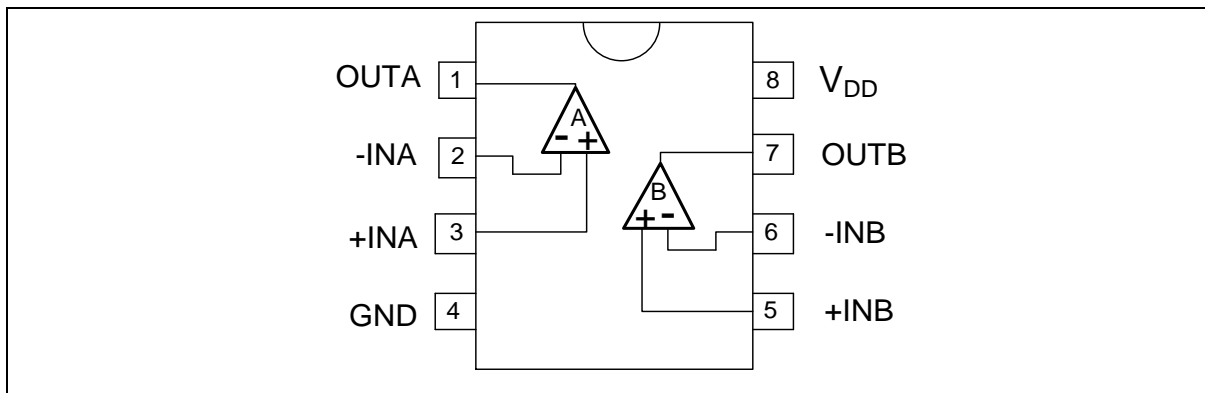 OUTA 1
-INA 2
+INA 3
GND 4
A
- +
B
+ -
8 VDD
7 OUTB
6 -INB
5 +INB